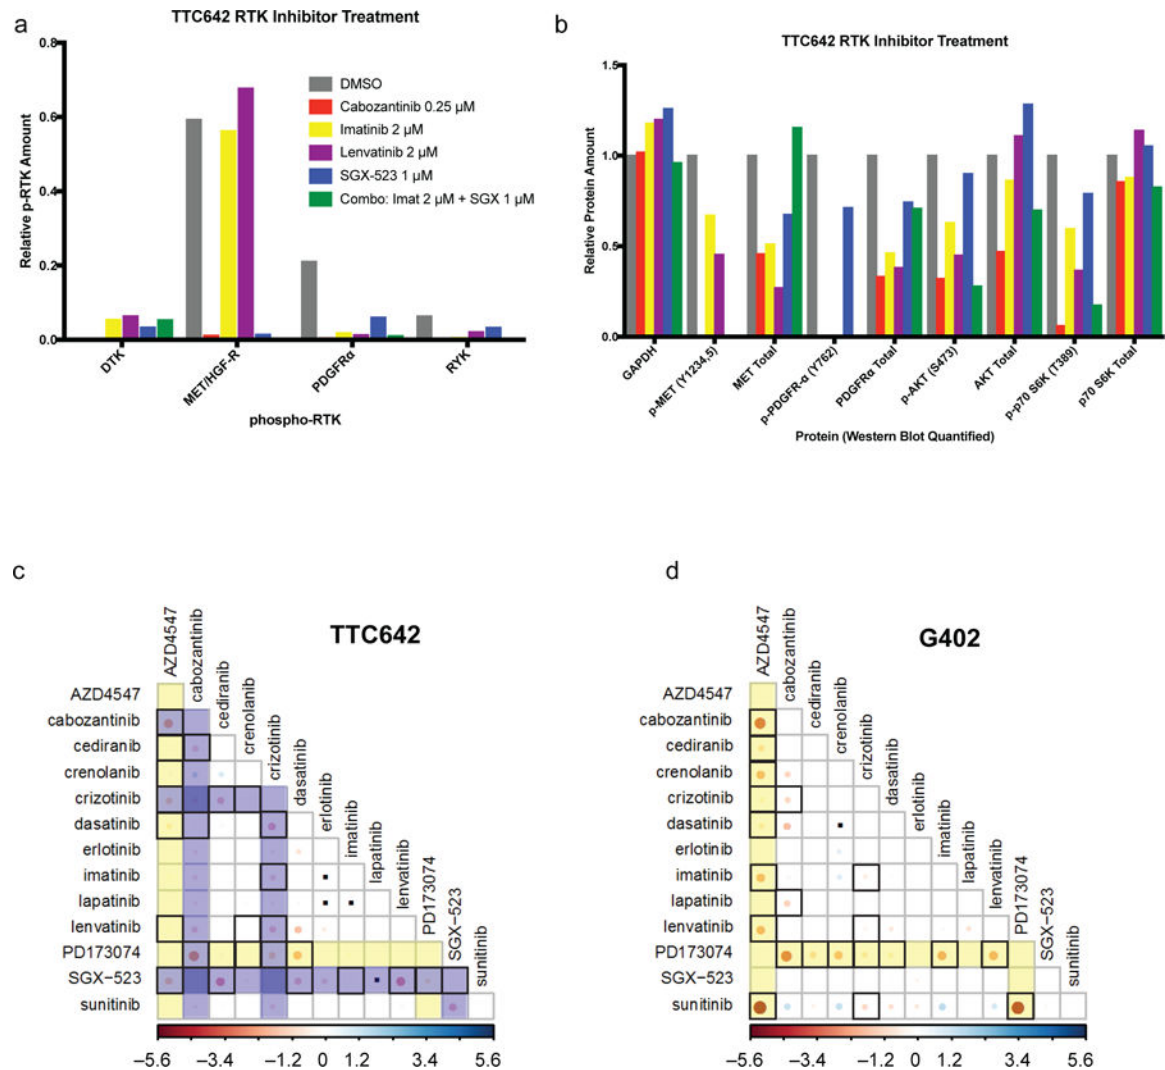 a
TTC642 RTK Inhibitor Treatment
0.8
0.6
0.4
0.2
0.0
Relative p-RTK Amount
DMSO
Cabozantinib 0.25 µM
Imatinib 2 µM
Lenvatinib 2 µM
SGX-523 1 µM
Combo: Imat 2 µM + SGX 1 µM
DTK
MET/HGF-R
PDGFRα
RYK
phospho-RTK
b
TTC642 RTK Inhibitor Treatment
1.5
1.0
0.5
0.0
Relative Protein Amount
GAPDH
p-MET (Y1234,5)
MET Total
p-PDGFR-α (Y762)
PDGFRα Total
p-AKT (S473)
AKT Total
p-p70 S6K (T389)
p70 S6K Total
Protein (Western Blot Quantified)
c
TTC642
AZD4547
cabozantinib
cediranib
crenolanib
crizotinib
dasatinib
erlotinib
imatinib
lapatinib
lenvatinib
PD173074
SGX−523
sunitinib
AZD4547
cabozantinib
cediranib
crenolanib
crizotinib
dasatinib
erlotinib
imatinib
lapatinib
lenvatinib
PD173074
SGX−523
sunitinib
−5.6 −3.4 −1.2 0 1.2 3.4 5.6
d
G402
AZD4547
cabozantinib
cediranib
crenolanib
crizotinib
dasatinib
erlotinib
imatinib
lapatinib
lenvatinib
PD173074
SGX−523
sunitinib
AZD4547
cabozantinib
cediranib
crenolanib
crizotinib
dasatinib
erlotinib
imatinib
lapatinib
lenvatinib
PD173074
SGX−523
sunitinib
−5.6 −3.4 −1.2 0 1.2 3.4 5.6